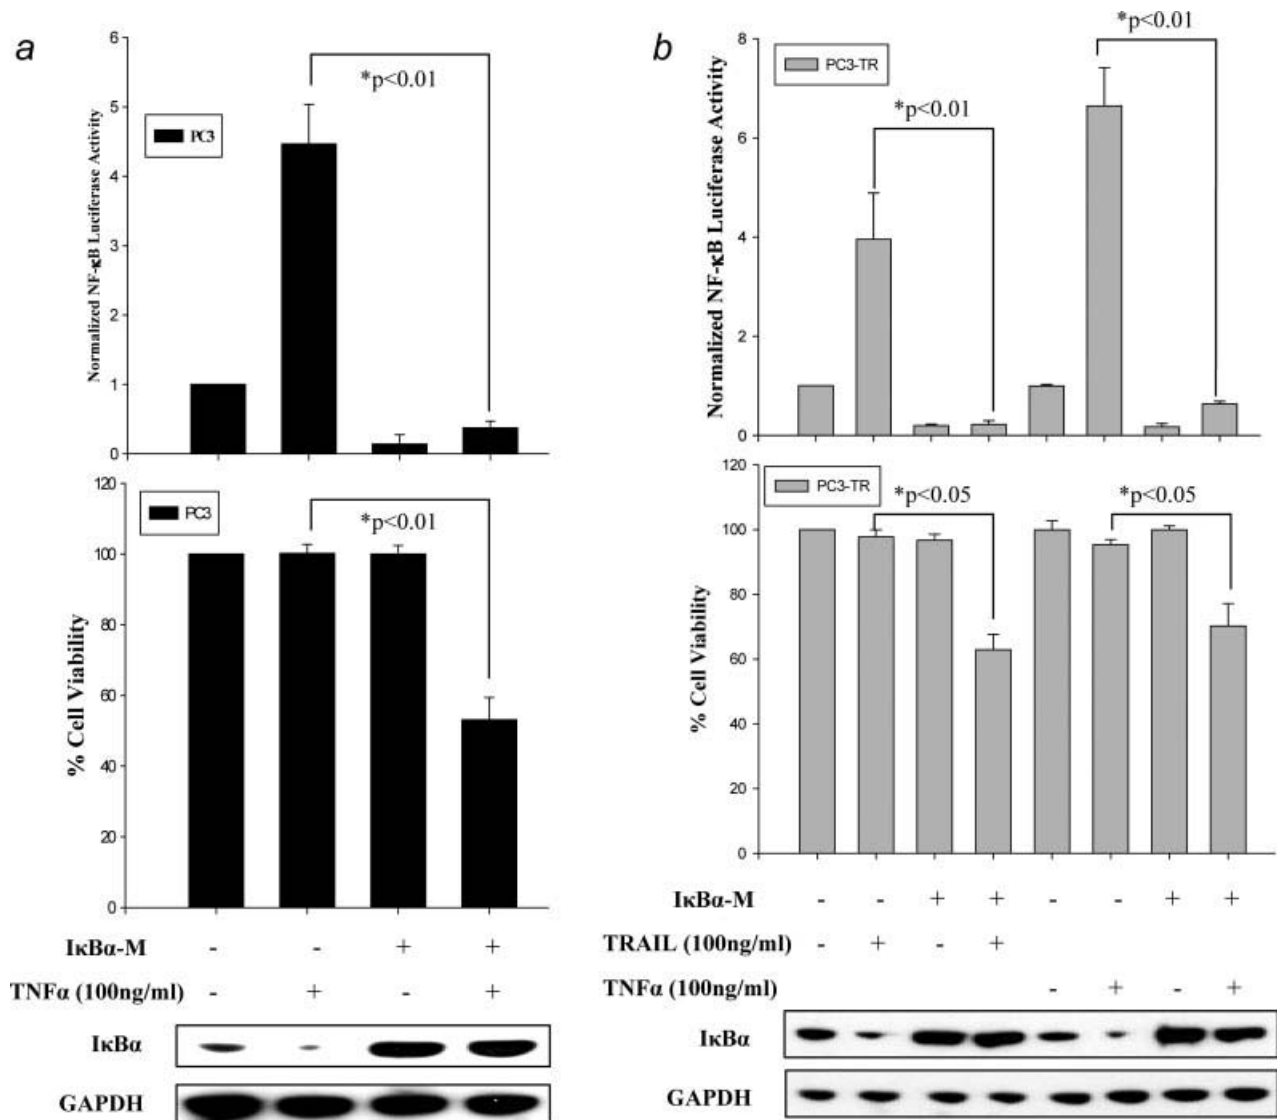 a
Normalized NF-κB Luciferase Activity
6
5
4
3
2
1
0
PC3
*p<0.01
% Cell Viability
120
100
80
60
40
20
0
PC3
*p<0.01
IκBα-M - - + +
TNFα (100ng/ml) - + - +
IκBα
GAPDH
b
Normalized NF-κB Luciferase Activity
8
6
4
2
0
PC3-TR
*p<0.01
*p<0.01
% Cell Viability
120
100
80
60
40
20
0
PC3-TR
*p<0.05
*p<0.05
IκBα-M - - + + - - + +
TRAIL (100ng/ml) - + - +
TNFα (100ng/ml) - + - +
IκBα
GAPDH